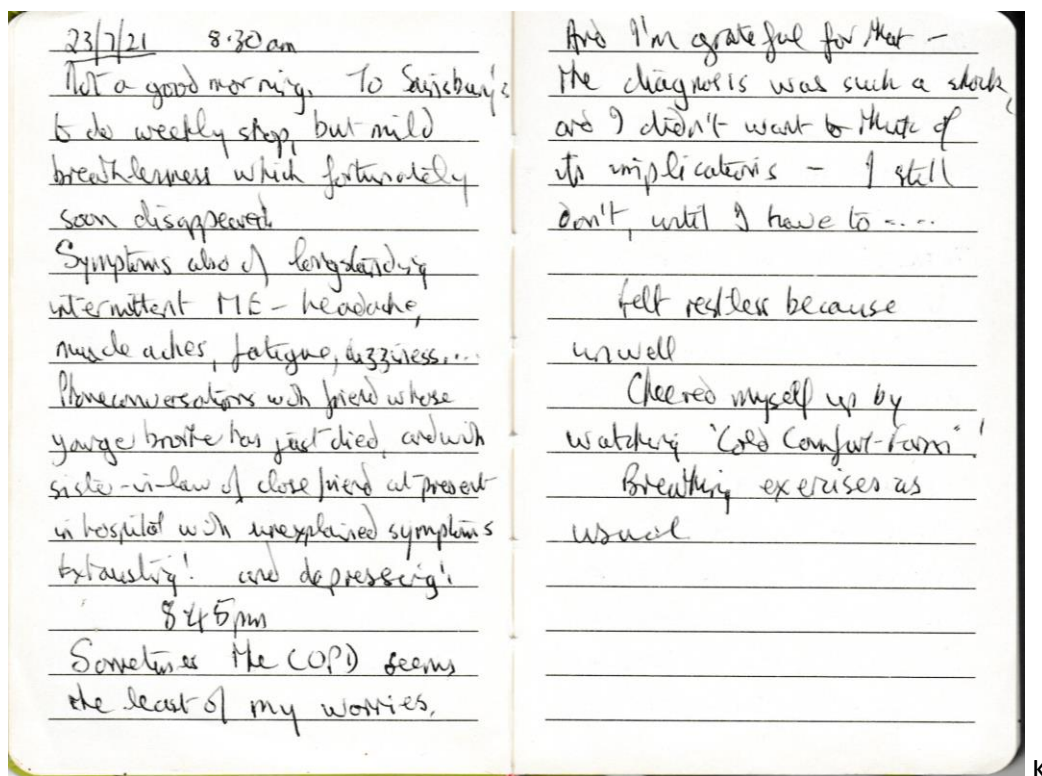 23/7/21 8.30am
Not a good morning. To Sainsbury's
to do weekly shop, but mild
breathlessness which fortunately
soon disappeared.
Symptoms also of longstanding
intermittent ME – headache,
muscle aches, fatigue, dizziness....
Phone conversations with friend whose
younger brother has just died, and with
sister-in-law of close friend at present
in hospital with unexplained symptoms
Exhausting! and depressing!
8.45pm
Sometimes the COPD seems
the least of my worries.
And I'm grateful for that –
the diagnosis was such a shock,
and I didn't want to think of
its implications – I still
don't, until I have to ....
Felt restless because
unwell
Cheered myself up by
watching 'Cold Comfort Farm'!
Breathing exercises as
usual
K